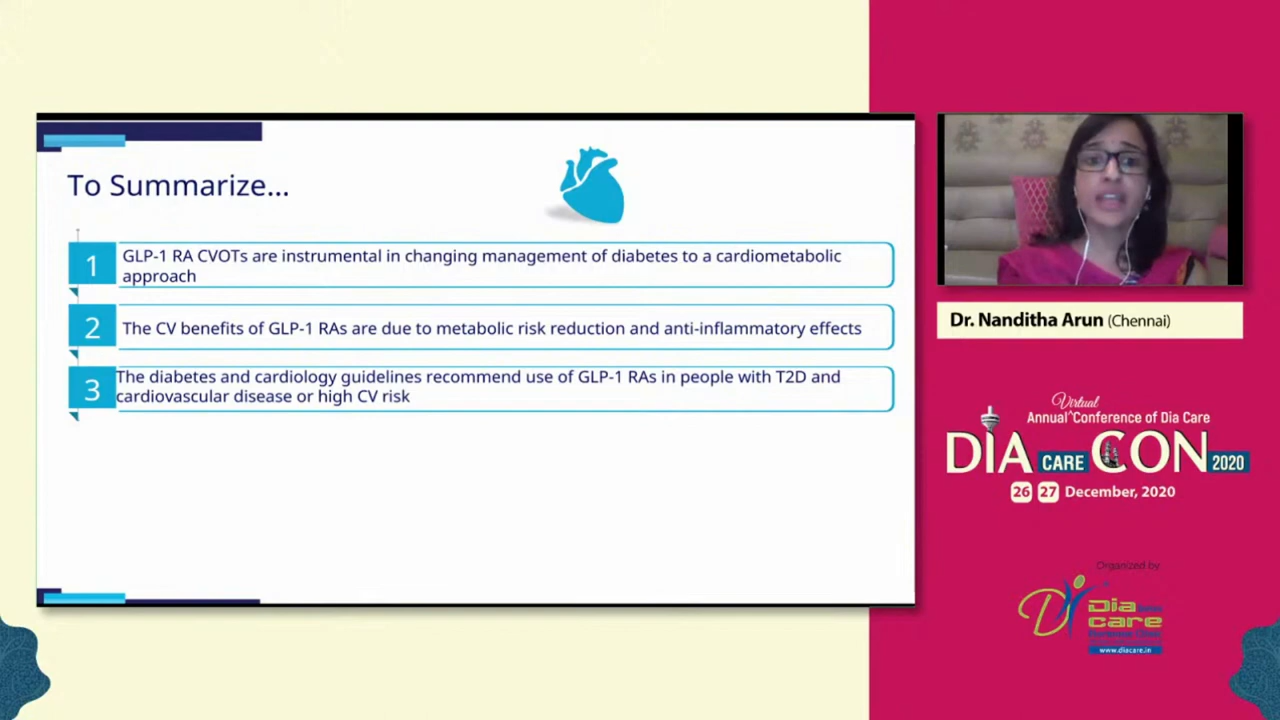 To Summarize...
1
GLP-1 RA CVOTs are instrumental in changing management of diabetes to a cardiometabolic
approach
2
The CV benefits of GLP-1 RAs are due to metabolic risk reduction and anti-inflammatory effects
3
The diabetes and cardiology guidelines recommend use of GLP-1 RAs in people with T2D and
cardiovascular disease or high CV risk
Dr. Nanditha Arun (Chennai)
Virtual
Annual^Conference of Dia Care
DIA CARE CON 2020
26 27 December, 2020
Organized by
Dia
care
www.diacare.in